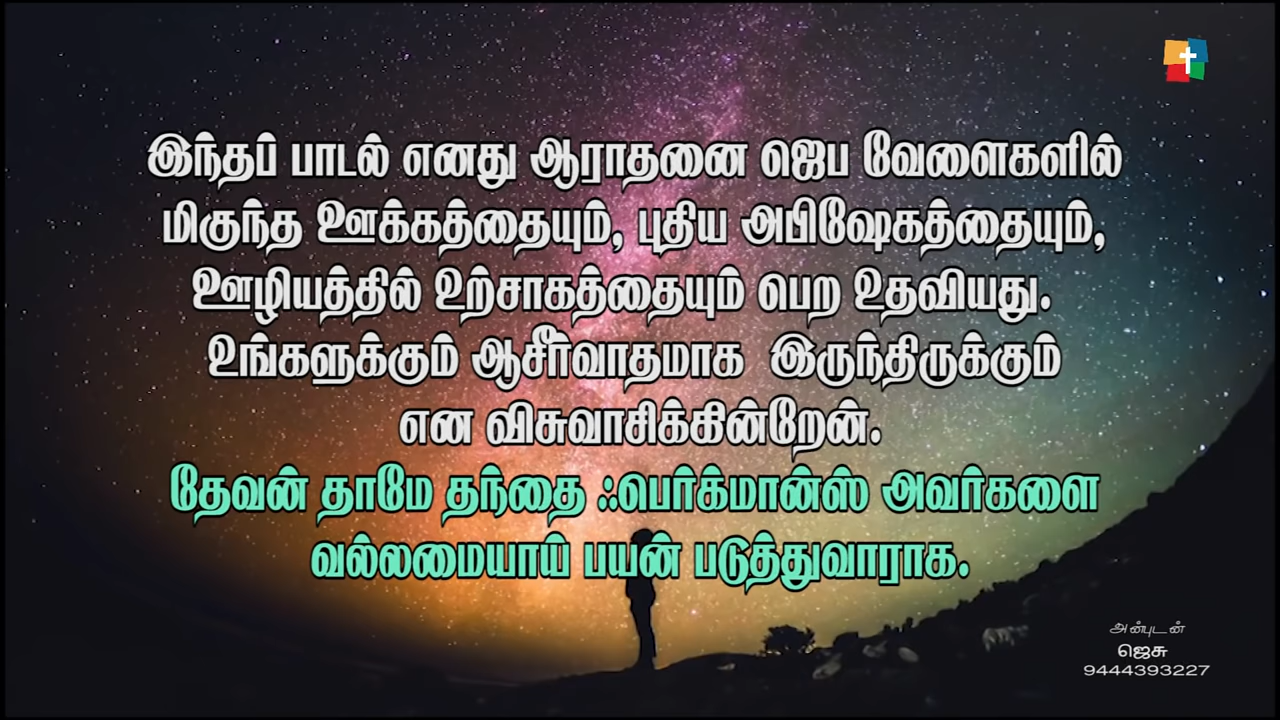 இந்தப் பாடல் எனது ஆராதனை ஜெப வேளைகளில்
மிகுந்த ஊக்கத்தையும், புதிய அபிஷேகத்தையும்,
ஊழியத்தில் உற்சாகத்தையும் பெற உதவியது.
உங்களுக்கும் ஆசீர்வாதமாக இருந்திருக்கும்
என விசுவாசிக்கின்றேன்.
தேவன் தாமே தந்தை ஃபெர்க்மான்ஸ் அவர்களை
வல்லமையாய் பயன் படுத்துவாராக.
அன்புடன்
ஜெசு
9444393227